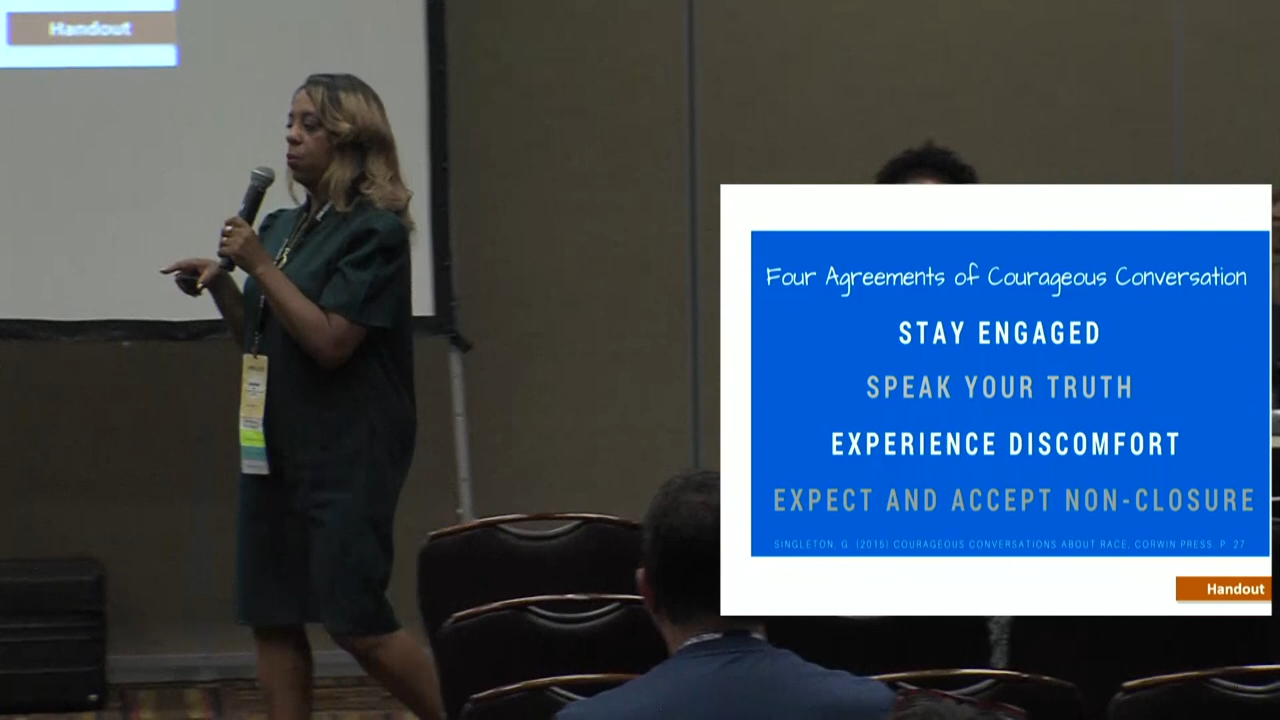 Handout
Four Agreements of Courageous Conversation
STAY ENGAGED
SPEAK YOUR TRUTH
EXPERIENCE DISCOMFORT
EXPECT AND ACCEPT NON-CLOSURE
SINGLETON, G. (2015) COURAGEOUS CONVERSATIONS ABOUT RACE, CORWIN PRESS. P. 27
Handout